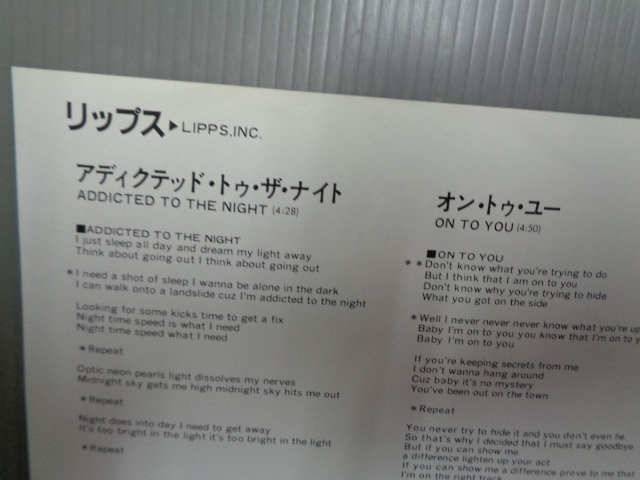 リップス▶LIPPS,INC.
アディクテッド・トゥ・ザ・ナイト
ADDICTED TO THE NIGHT (4:28)
■ADDICTED TO THE NIGHT
I just sleep all day and dream my light away
Think about going out I think about going out
*I need a shot of sleep I wanna be alone in the dark
I can walk onto a landslide cuz I'm addicted to the night
Looking for some kicks time to get a fix
Night time speed is what I need
Night time speed is what I need
*Repeat
Optic neon pearls light dissolves my nerves
Midnight sky gets me high midnight sky hits me out
*Repeat
Night does into day I need to get away
It's too bright in the light it's too bright in the light
*Repeat
オン・トゥ・ユー
ON TO YOU (4:50)
■ON TO YOU
**Don't know what you're trying to do
But I think that I am on to you
Don't know why you're trying to hide
What you got on the side
*Well I never never never know what you're up
Baby I'm on to you you know that I'm on to y
Baby I'm on to you
If you're keeping secrets from me
I don't wanna hang around
Cuz baby it's no mystery
You've been out on the town
*Repeat
You never try to hide it and you don't even lie
So that's why I decided that I must say goodbye
But if you can show me
a difference lighten up your act
If you can show me a difference prove to me that
I'm on the right track